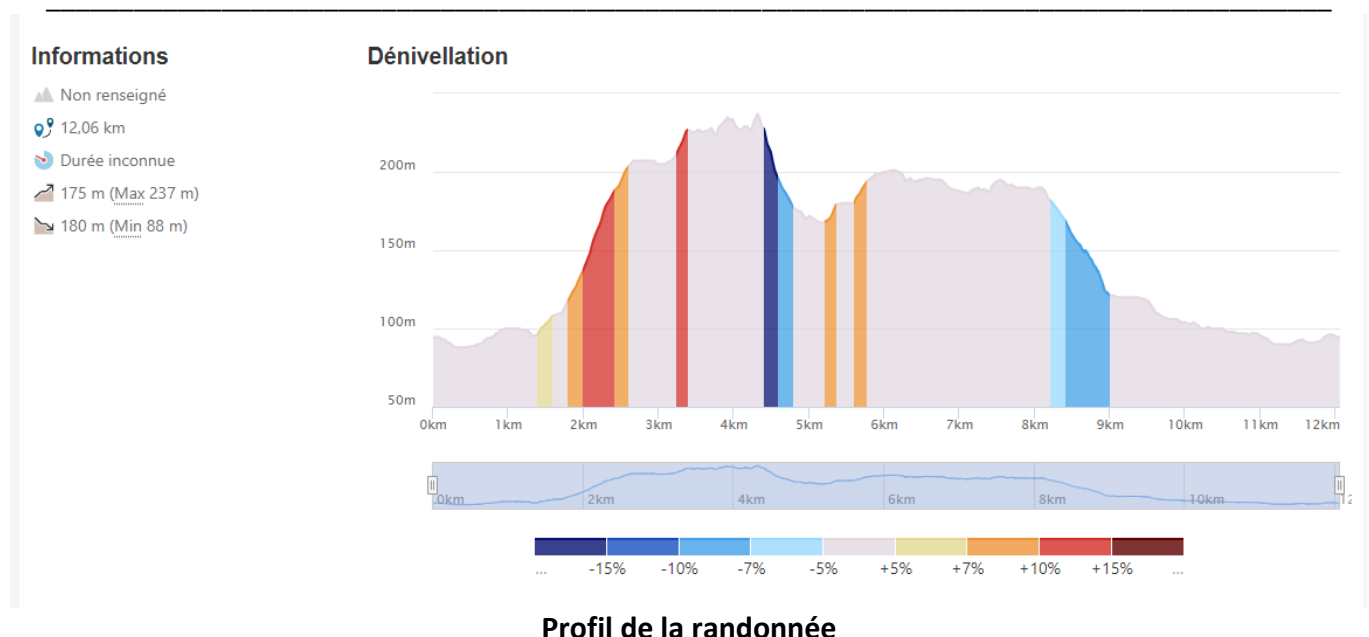 Informations
Non renseigné
12,06 km
Durée inconnue
175 m (Max 237 m)
180 m (Min 88 m)
Dénivellation
200m
150m
100m
50m
0km 1km 2km 3km 4km 5km 6km 7km 8km 9km 10km 11km 12km
0km 2km 4km 6km 8km 10km 12
... -15% -10% -7% -5% +5% +7% +10% +15% ...
Profil de la randonnée